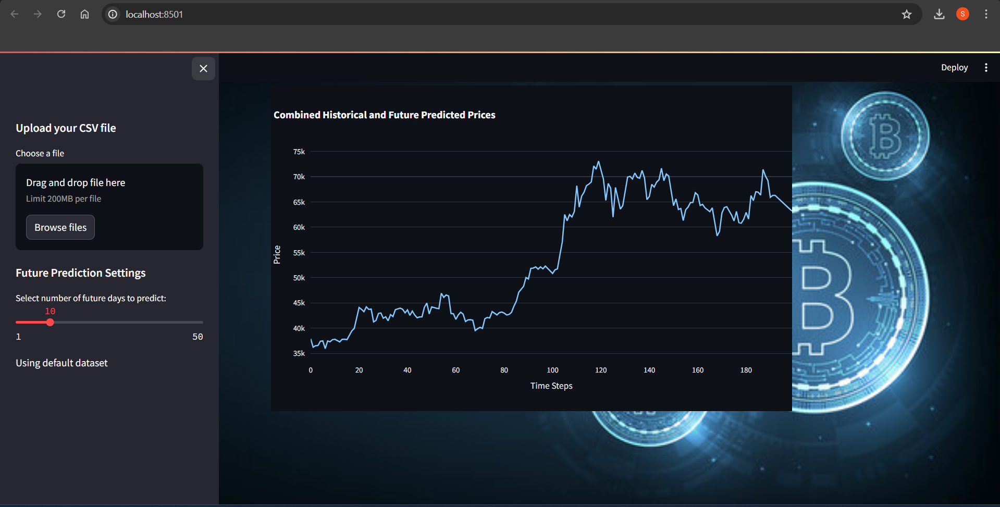 localhost:8501
S
Deploy
Upload your CSV file
Choose a file
Drag and drop file here
Limit 200MB per file
Browse files
Future Prediction Settings
Select number of future days to predict:
10
1 50
Using default dataset
Combined Historical and Future Predicted Prices
75k
70k
65k
60k
55k
50k
45k
40k
35k
Price
0 20 40 60 80 100 120 140 160 180
Time Steps